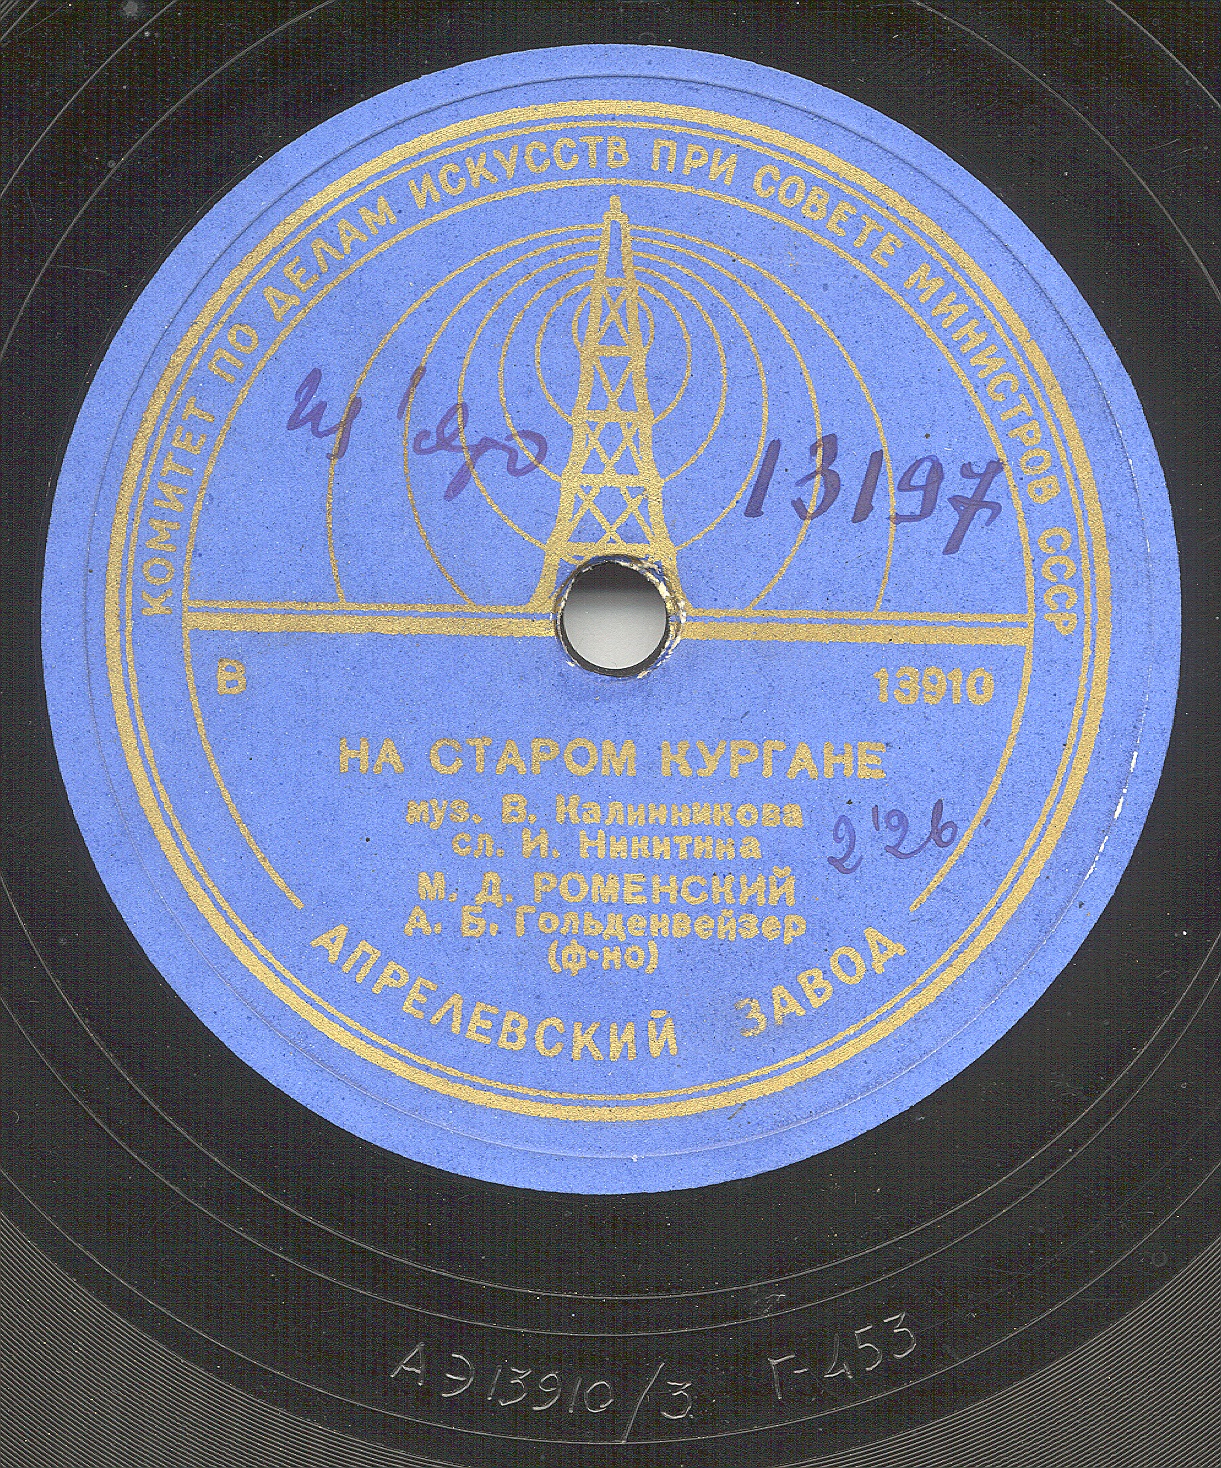 КОМИТЕТ ПО ДЕЛАМ ИСКУССТВ ПРИ СОВЕТЕ МИНИСТРОВ СССР
13197
В 13910
НА СТАРОМ КУРГАНЕ
муз. В. Калинникова
сл. И. Никитина
2'26
М. Д. РОМЕНСКИЙ
А. Б. Гольденвейзер
(ф-но)
АПРЕЛЕВСКИЙ ЗАВОД
АЭ13910/3 Г-453